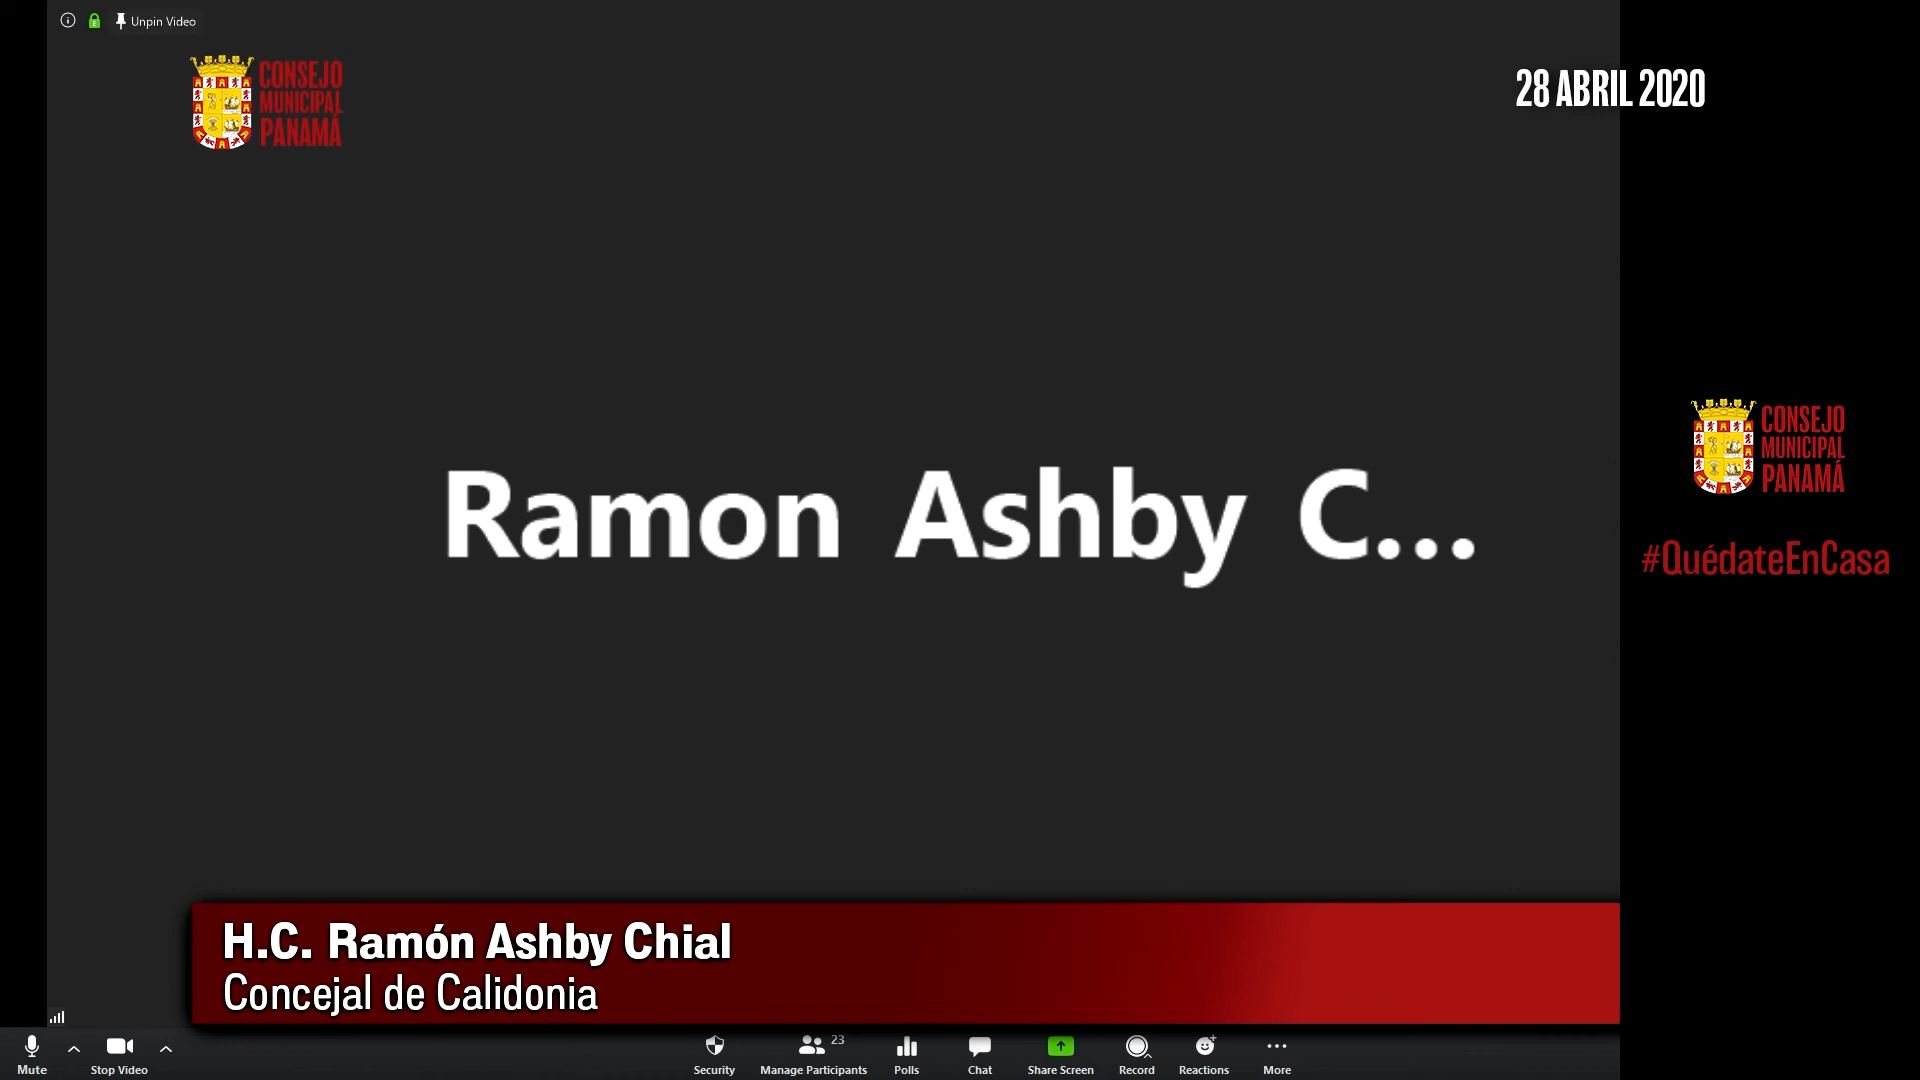 Unpin Video
CONSEJO
MUNICIPAL
PANAMÁ
28 ABRIL 2020
Ramon Ashby C...
CONSEJO
MUNICIPAL
PANAMÁ
#QuédateEnCasa
H.C. Ramón Ashby Chial
Concejal de Calidonia
Mute
Stop Video
Security
23
Manage Participants
Polls
Chat
Share Screen
Record
Reactions
More